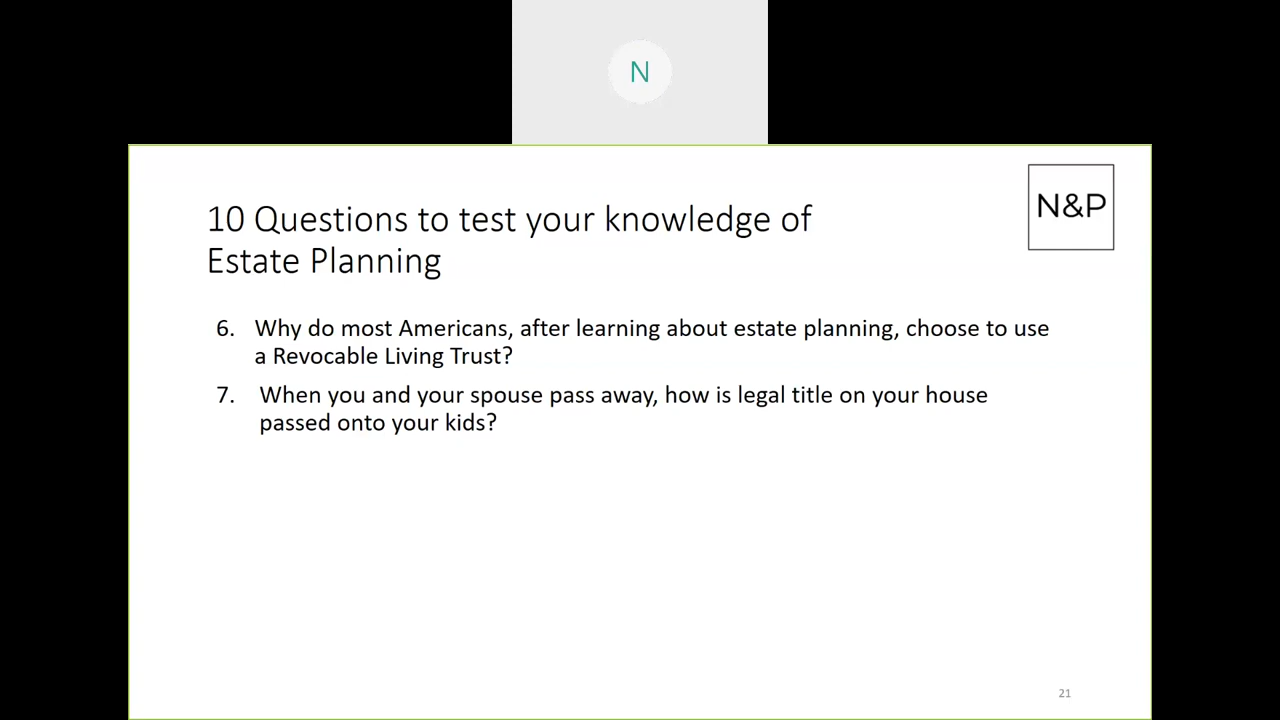 N
N&P
10 Questions to test your knowledge of
Estate Planning
6. Why do most Americans, after learning about estate planning, choose to use
a Revocable Living Trust?
7. When you and your spouse pass away, how is legal title on your house
passed onto your kids?
21